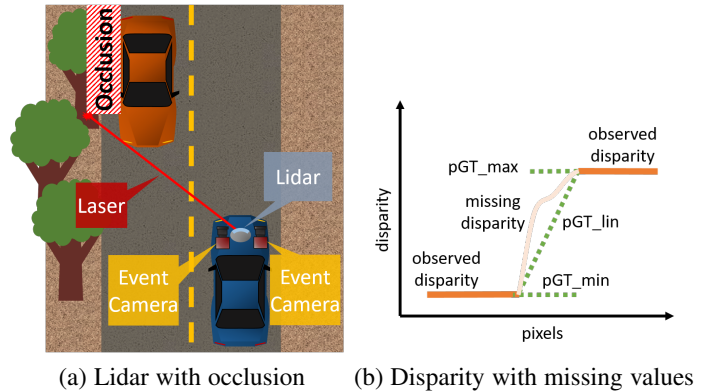 Occlusion
Laser
Lidar
Event
Camera
Event
Camera
(a) Lidar with occlusion
disparity
observed
disparity
pGT_max
missing
disparity
pGT_lin
observed
disparity
pGT_min
pixels
(b) Disparity with missing values